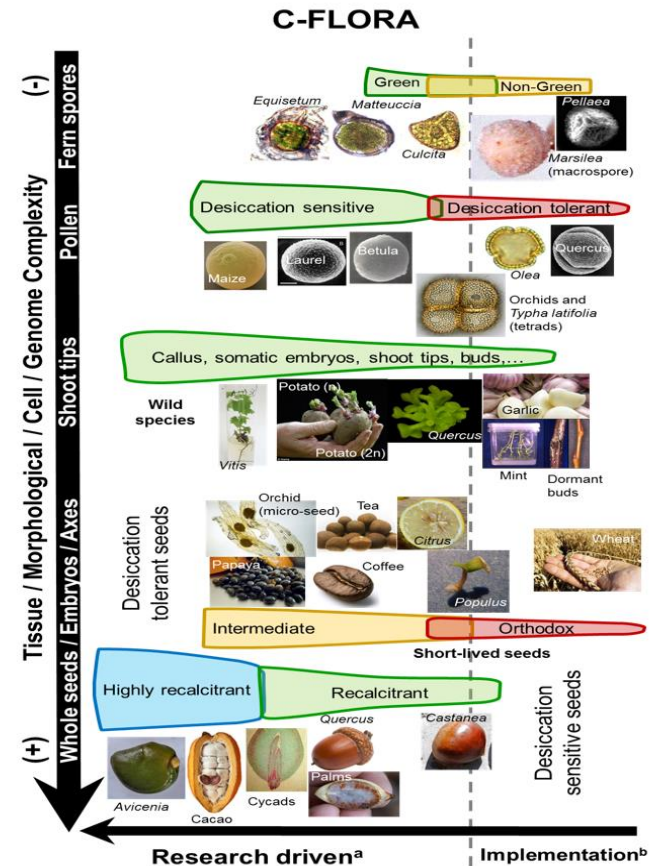 C-FLORA
Tissue / Morphological / Cell / Genome Complexity
(-)
(+)
Fern spores
Pollen
Shoot tips
Whole seeds / Embryos / Axes
Green
Non-Green
Equisetum
Matteuccia
Culcita
Pellaea
Marsilea
(macrospore)
Desiccation sensitive
Desiccation tolerant
Maize
Laurel
Betula
Olea
Quercus
Orchids and
Typha latifolia
(tetrads)
Callus, somatic embryos, shoot tips, buds,...
Wild
species
Vitis
Potato (n)
Potato (2n)
Quercus
Garlic
Mint
Dormant
buds
Desiccation
tolerant seeds
Orchid
(micro-seed)
Tea
Citrus
Wheat
Papaya
Coffee
Populus
Intermediate
Orthodox
Short-lived seeds
Highly recalcitrant
Recalcitrant
Desiccation
sensitive seeds
Quercus
Castanea
Avicenia
Cacao
Cycads
Palms
Research driven^a
Implementation^b